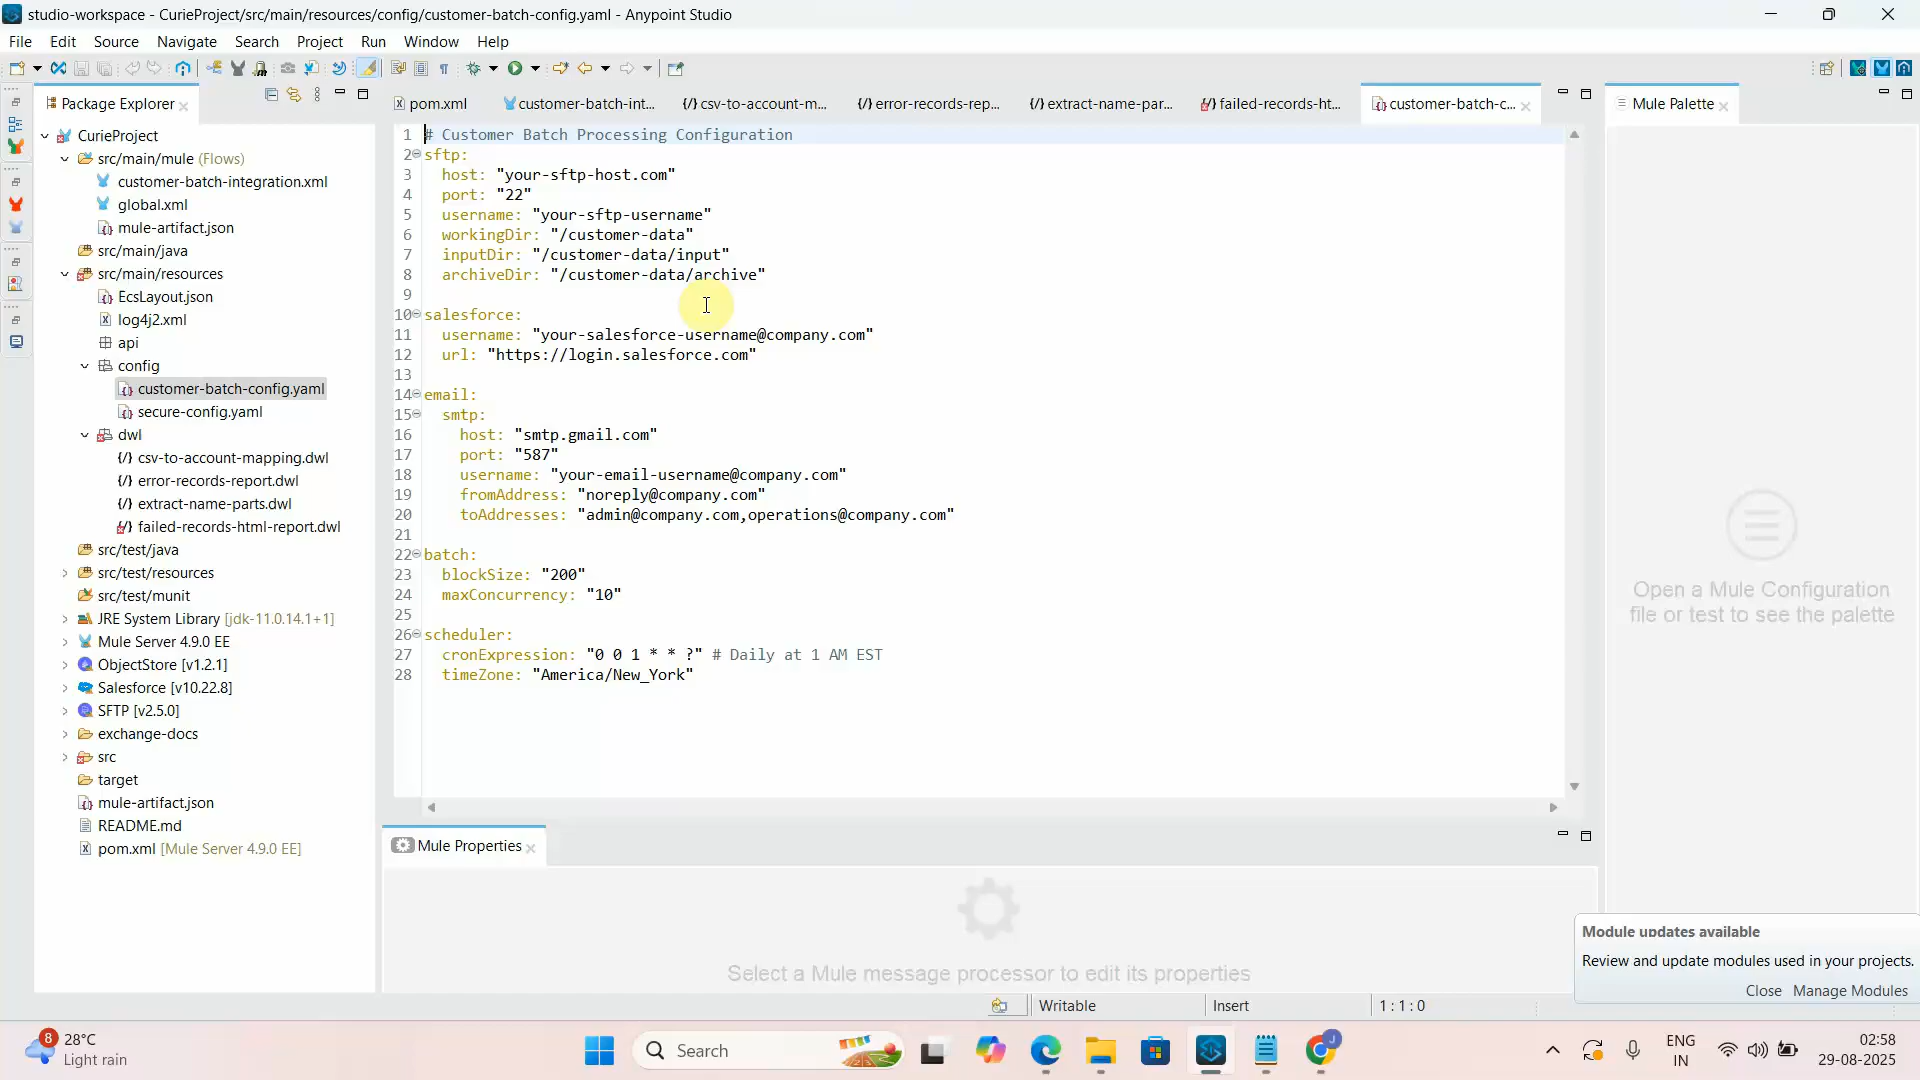 studio-workspace - CurieProject/src/main/resources/config/customer-batch-config.yaml - Anypoint Studio
File Edit Source Navigate Search Project Run Window Help
Package Explorer
pom.xml
customer-batch-int...
csv-to-account-m...
error-records-rep...
extract-name-par...
failed-records-ht...
customer-batch-c...
Mule Palette
CurieProject
src/main/mule (Flows)
customer-batch-integration.xml
global.xml
mule-artifact.json
src/main/java
src/main/resources
EcsLayout.json
log4j2.xml
api
config
customer-batch-config.yaml
secure-config.yaml
dwl
csv-to-account-mapping.dwl
error-records-report.dwl
extract-name-parts.dwl
failed-records-html-report.dwl
src/test/java
src/test/resources
src/test/munit
JRE System Library [jdk-11.0.14.1+1]
Mule Server 4.9.0 EE
ObjectStore [v1.2.1]
Salesforce [v10.22.8]
SFTP [v2.5.0]
exchange-docs
src
target
mule-artifact.json
README.md
pom.xml [Mule Server 4.9.0 EE]
1 # Customer Batch Processing Configuration
2 sftp:
3 host: "your-sftp-host.com"
4 port: "22"
5 username: "your-sftp-username"
6 workingDir: "/customer-data"
7 inputDir: "/customer-data/input"
8 archiveDir: "/customer-data/archive"
9
10 salesforce:
11 username: "your-salesforce-username@company.com"
12 url: "https://login.salesforce.com"
13
14 email:
15 smtp:
16 host: "smtp.gmail.com"
17 port: "587"
18 username: "your-email-username@company.com"
19 fromAddress: "noreply@company.com"
20 toAddresses: "admin@company.com,operations@company.com"
21
22 batch:
23 blockSize: "200"
24 maxConcurrency: "10"
25
26 scheduler:
27 cronExpression: "0 0 1 * * ?" # Daily at 1 AM EST
28 timeZone: "America/New_York"
Open a Mule Configuration
file or test to see the palette
Mule Properties
Select a Mule message processor to edit its properties
Module updates available
Review and update modules used in your projects.
Close Manage Modules
Writable
Insert
1 : 1 : 0
8
28°C
Light rain
Search
J
ENG
IN
02:58
29-08-2025